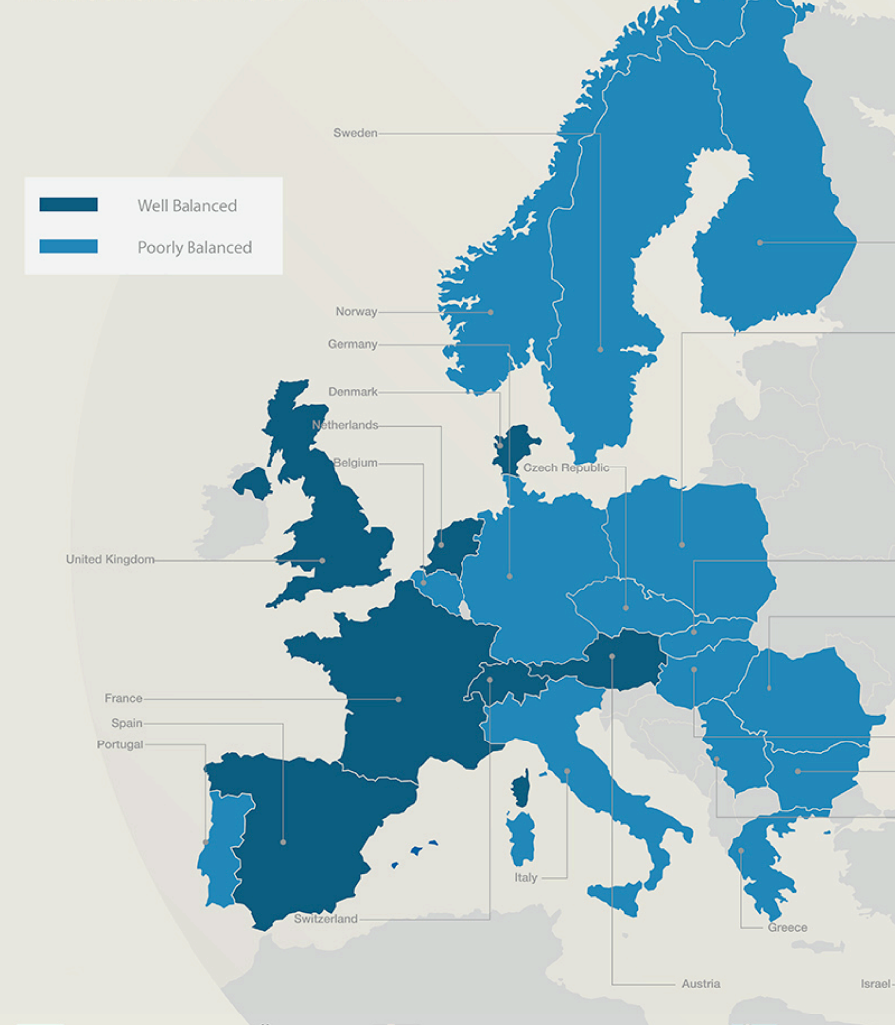 Sweden
Well Balanced
Poorly Balanced
Norway
Germany
Denmark
Netherlands
Belgium
Czech Republic
United Kingdom
France
Spain
Portugal
Italy
Switzerland
Greece
Austria
Israel